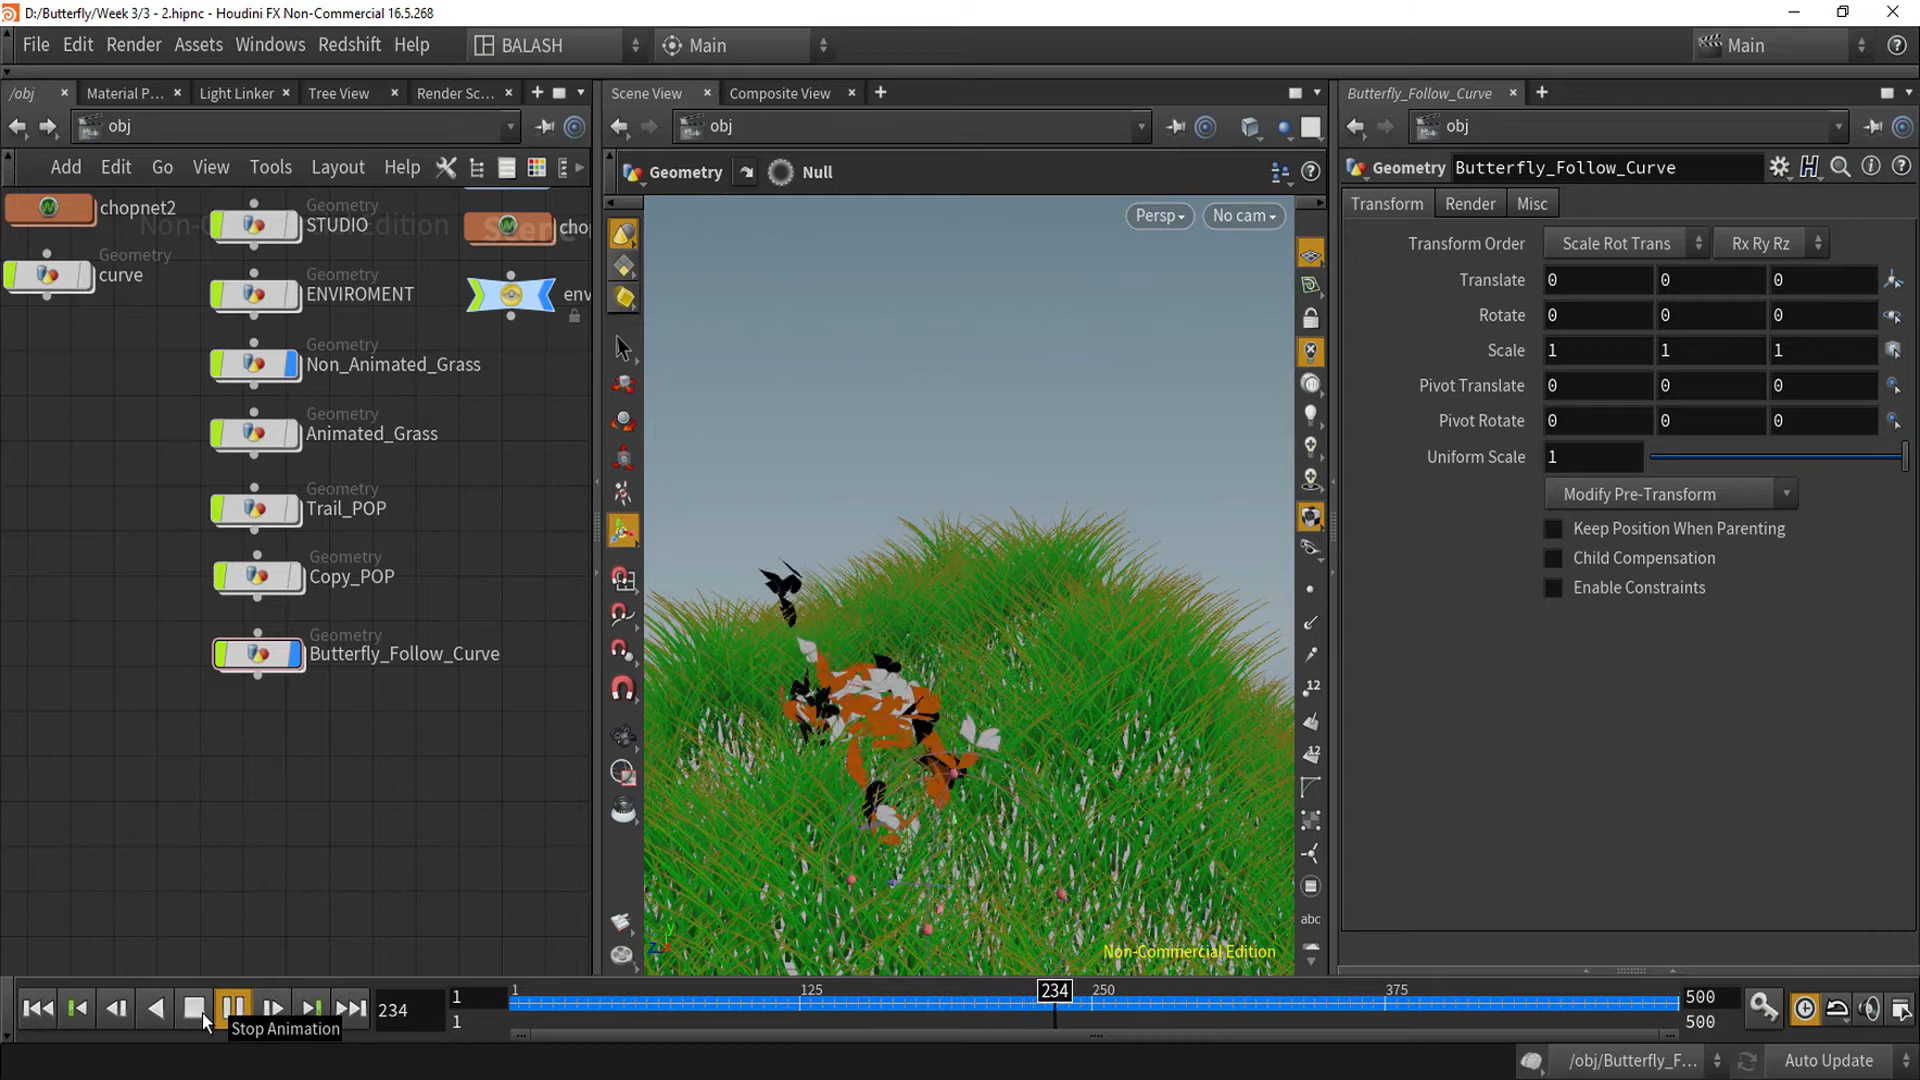 D:/Butterfly/Week 3/3 - 2.hipnc - Houdini FX Non-Commercial 16.5.268
File Edit Render Assets Windows Redshift Help BALASH Main Main
/obj Material P... Light Linker Tree View Render Sc...
obj
Add Edit Go View Tools Layout Help
chopnet2
Geometry
curve
Geometry
STUDIO
Geometry
ENVIROMENT
Geometry
Non_Animated_Grass
Geometry
Animated_Grass
Geometry
Trail_POP
Geometry
Copy_POP
Geometry
Butterfly_Follow_Curve
cho
env
Scene View Composite View
obj
Geometry Null
Persp No cam
12
12
abc
Non-Commercial Edition
Butterfly_Follow_Curve
obj
Geometry Butterfly_Follow_Curve
Transform Render Misc
Transform Order Scale Rot Trans Rx Ry Rz
Translate 0 0 0
Rotate 0 0 0
Scale 1 1 1
Pivot Translate 0 0 0
Pivot Rotate 0 0 0
Uniform Scale 1
Modify Pre-Transform
Keep Position When Parenting
Child Compensation
Enable Constraints
234 1 1 125 234 250 375 500
1 500
Stop Animation
/obj/Butterfly_F... Auto Update